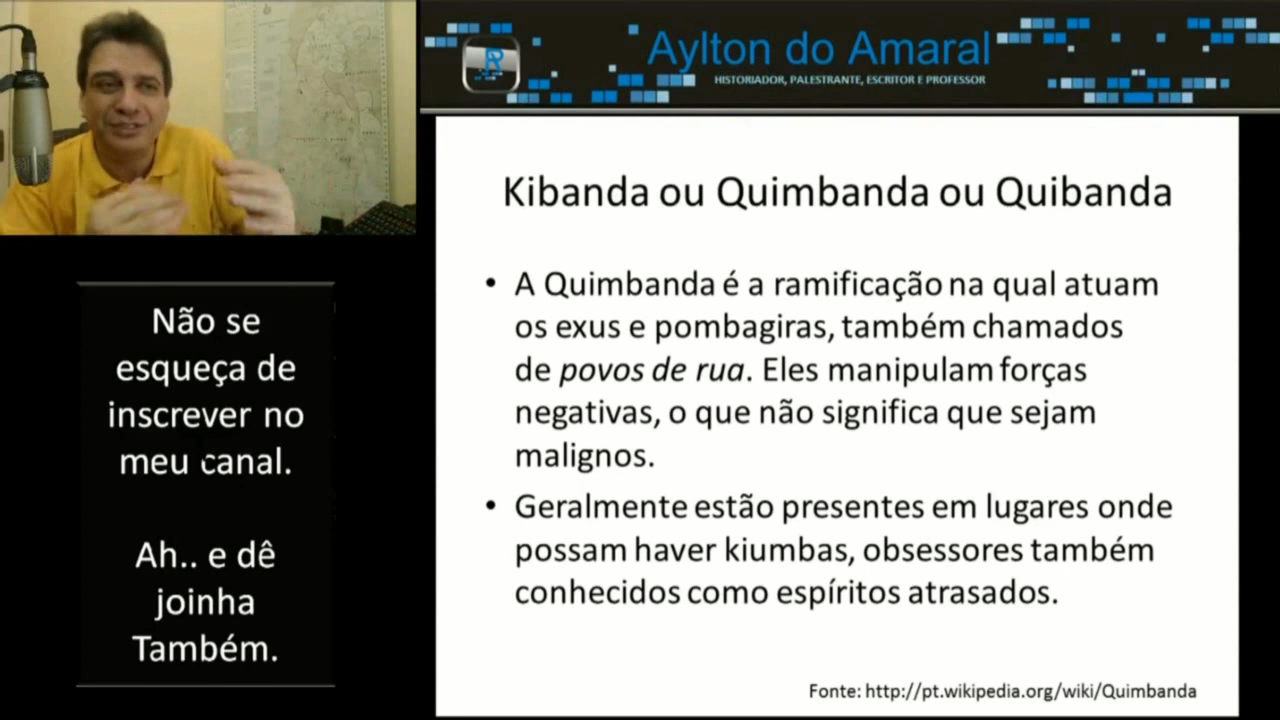 Aylton do Amaral
HISTORIADOR, PALESTRANTE, ESCRITOR E PROFESSOR
R
Kibanda ou Quimbanda ou Quibanda
• A Quimbanda é a ramificação na qual atuam
os exus e pombagiras, também chamados
de povos de rua. Eles manipulam forças
negativas, o que não significa que sejam
malignos.
• Geralmente estão presentes em lugares onde
possam haver kiumbas, obsessores também
conhecidos como espíritos atrasados.
Fonte: http://pt.wikipedia.org/wiki/Quimbanda
Não se
esqueça de
inscrever no
meu canal.
Ah.. e dê
joinha
Também.